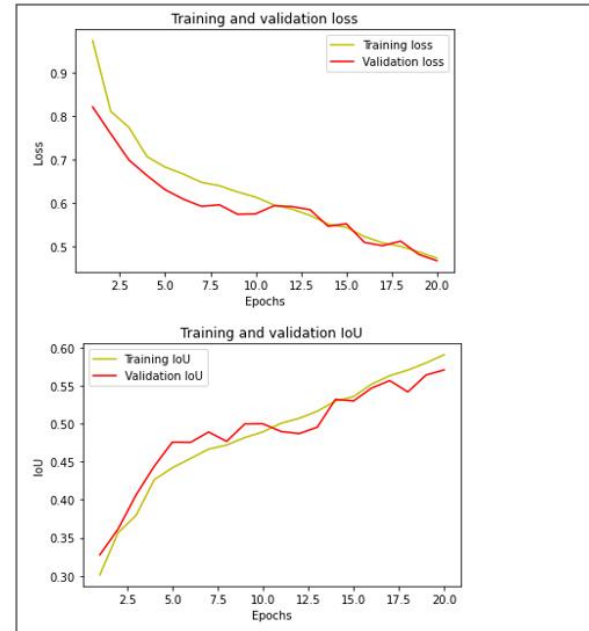 Training and validation loss
Training loss
Validation loss
0.9
0.8
0.7
0.6
0.5
Loss
2.5 5.0 7.5 10.0 12.5 15.0 17.5 20.0
Epochs
Training and validation IoU
Training IoU
Validation IoU
0.60
0.55
0.50
0.45
0.40
0.35
0.30
IoU
2.5 5.0 7.5 10.0 12.5 15.0 17.5 20.0
Epochs